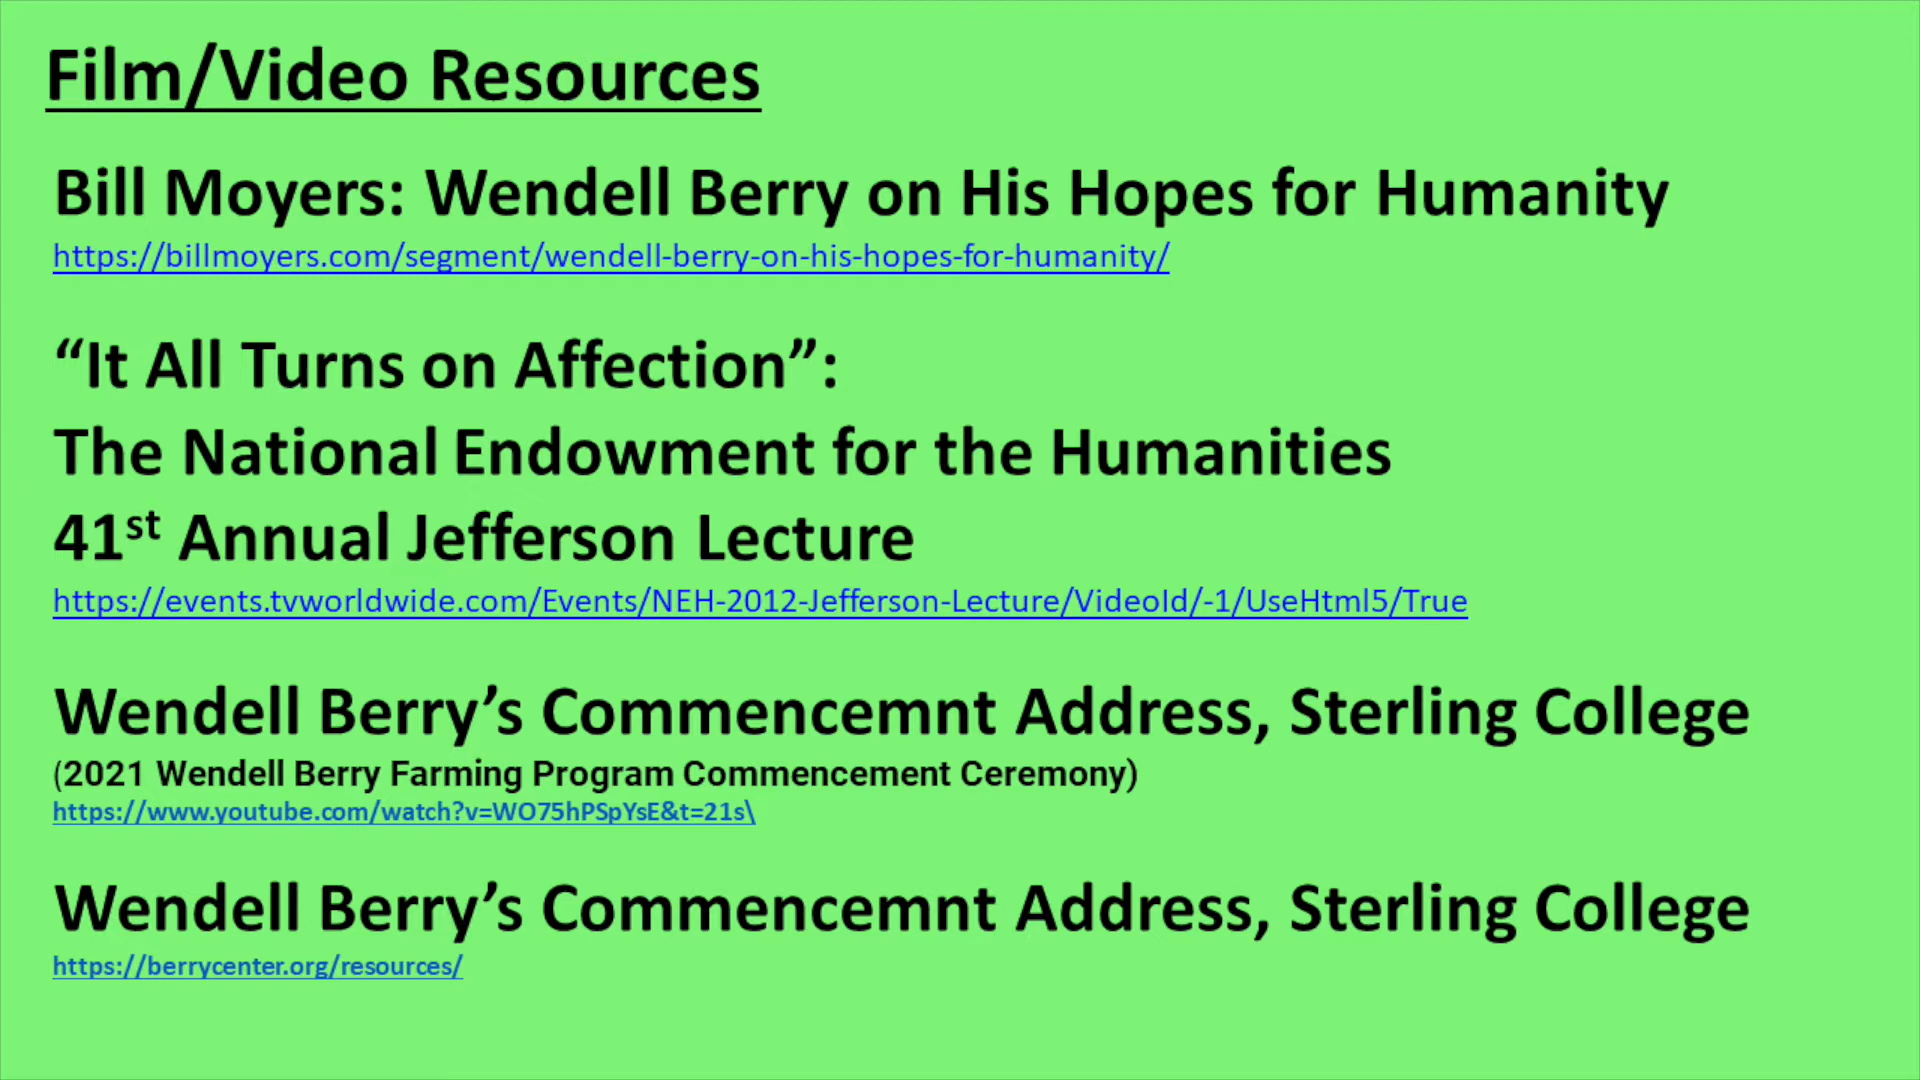 Film/Video Resources
Bill Moyers: Wendell Berry on His Hopes for Humanity
https://billmoyers.com/segment/wendell-berry-on-his-hopes-for-humanity/
“It All Turns on Affection”:
The National Endowment for the Humanities
41st Annual Jefferson Lecture
https://events.tvworldwide.com/Events/NEH-2012-Jefferson-Lecture/VideoId/-1/UseHtml5/True
Wendell Berry’s Commencemnt Address, Sterling College
(2021 Wendell Berry Farming Program Commencement Ceremony)
https://www.youtube.com/watch?v=WO75hPSpYsE&t=21s\
Wendell Berry’s Commencemnt Address, Sterling College
https://berrycenter.org/resources/